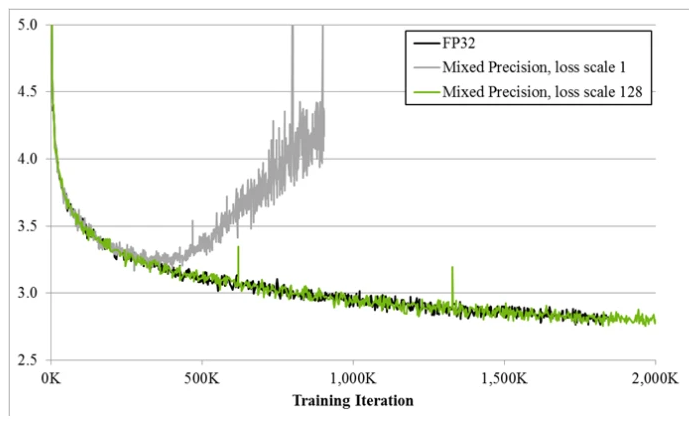 5.0
FP32
Mixed Precision, loss scale 1
Mixed Precision, loss scale 128
4.5
4.0
3.5
3.0
2.5
0K 500K 1,000K 1,500K 2,000K
Training Iteration